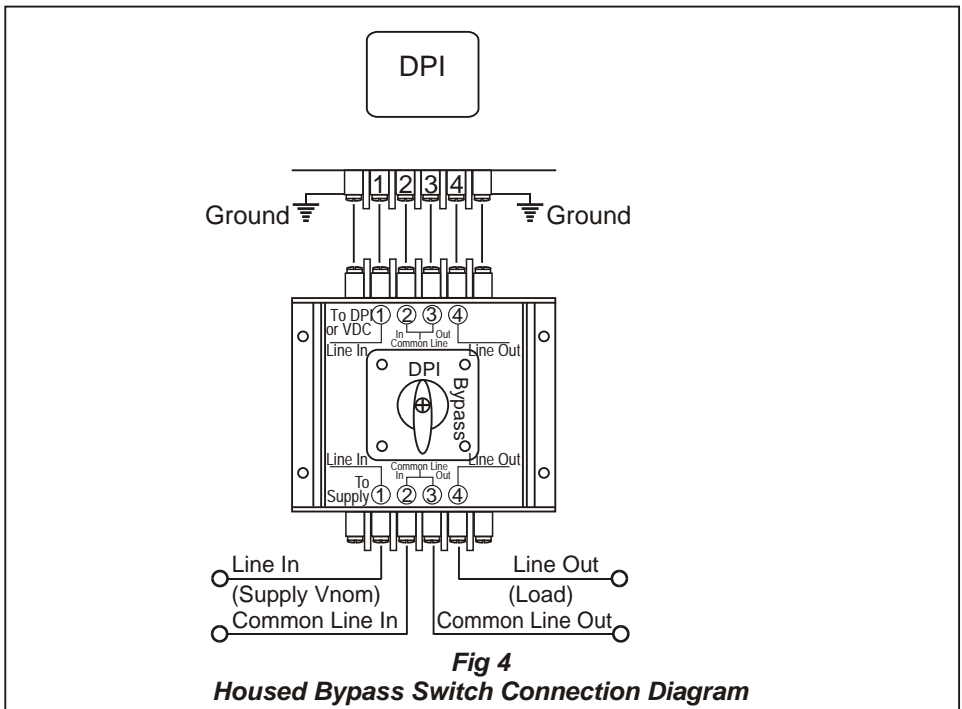 DPI
1 2 3 4
Ground Ground
To DPI 1 2 3 4
or VDC In Out
Common Line
Line In Line Out
DPI
Bypass
Line In Line Out
Common Line
To In Out
Supply 1 2 3 4
Line In Line Out
(Supply Vnom) (Load)
Common Line In Common Line Out
Fig 4
Housed Bypass Switch Connection Diagram